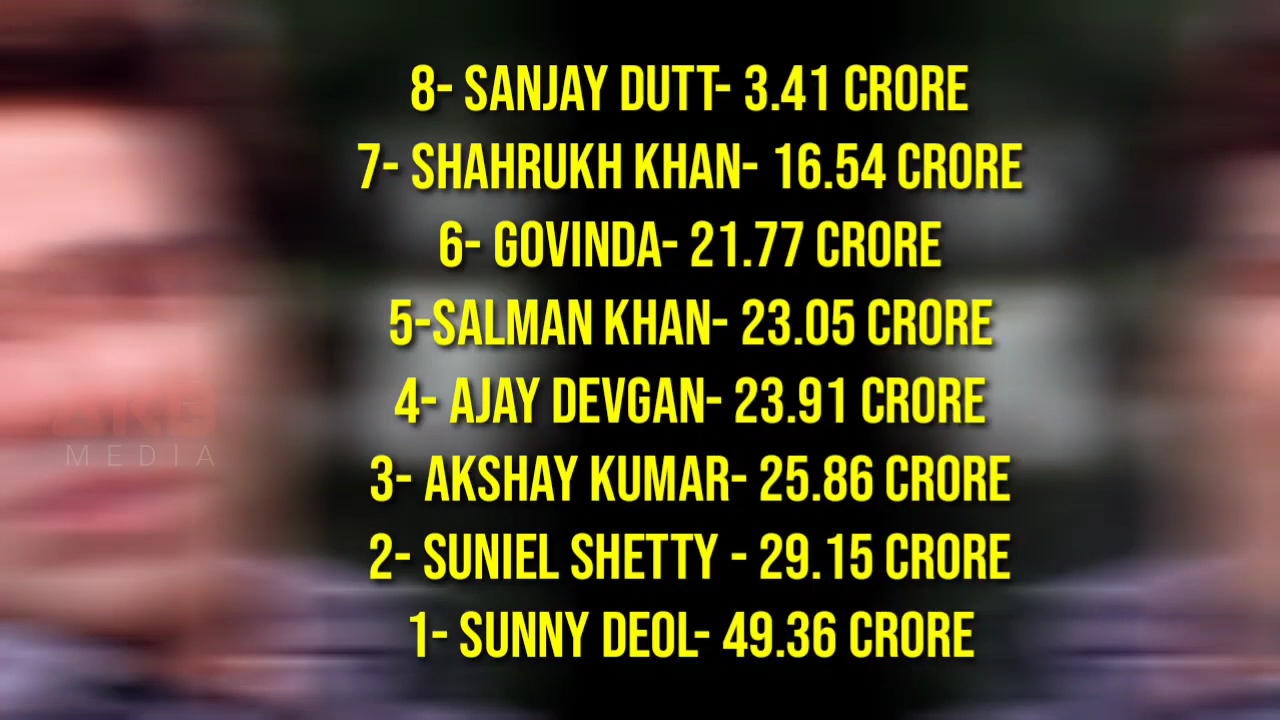 8- SANJAY DUTT- 3.41 CRORE
7- SHAHRUKH KHAN- 16.54 CRORE
6- GOVINDA- 21.77 CRORE
5-SALMAN KHAN- 23.05 CRORE
4- AJAY DEVGAN- 23.91 CRORE
3- AKSHAY KUMAR- 25.86 CRORE
MEDIA
2- SUNIEL SHETTY - 29.15 CRORE
1- SUNNY DEOL- 49.36 CRORE